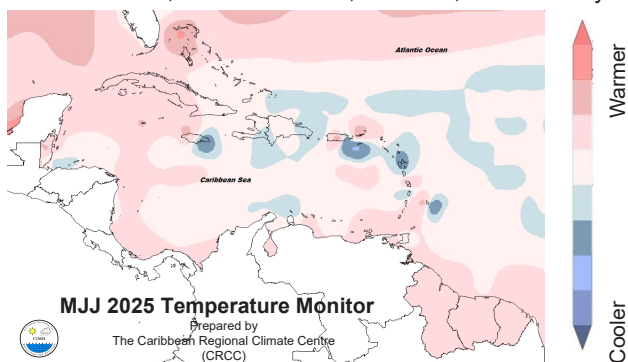 Atlantic Ocean
Warmer
Caribbean Sea
MJJ 2025 Temperature Monitor
Prepared by
The Caribbean Regional Climate Centre
(CRCC)
CIMH
Cooler